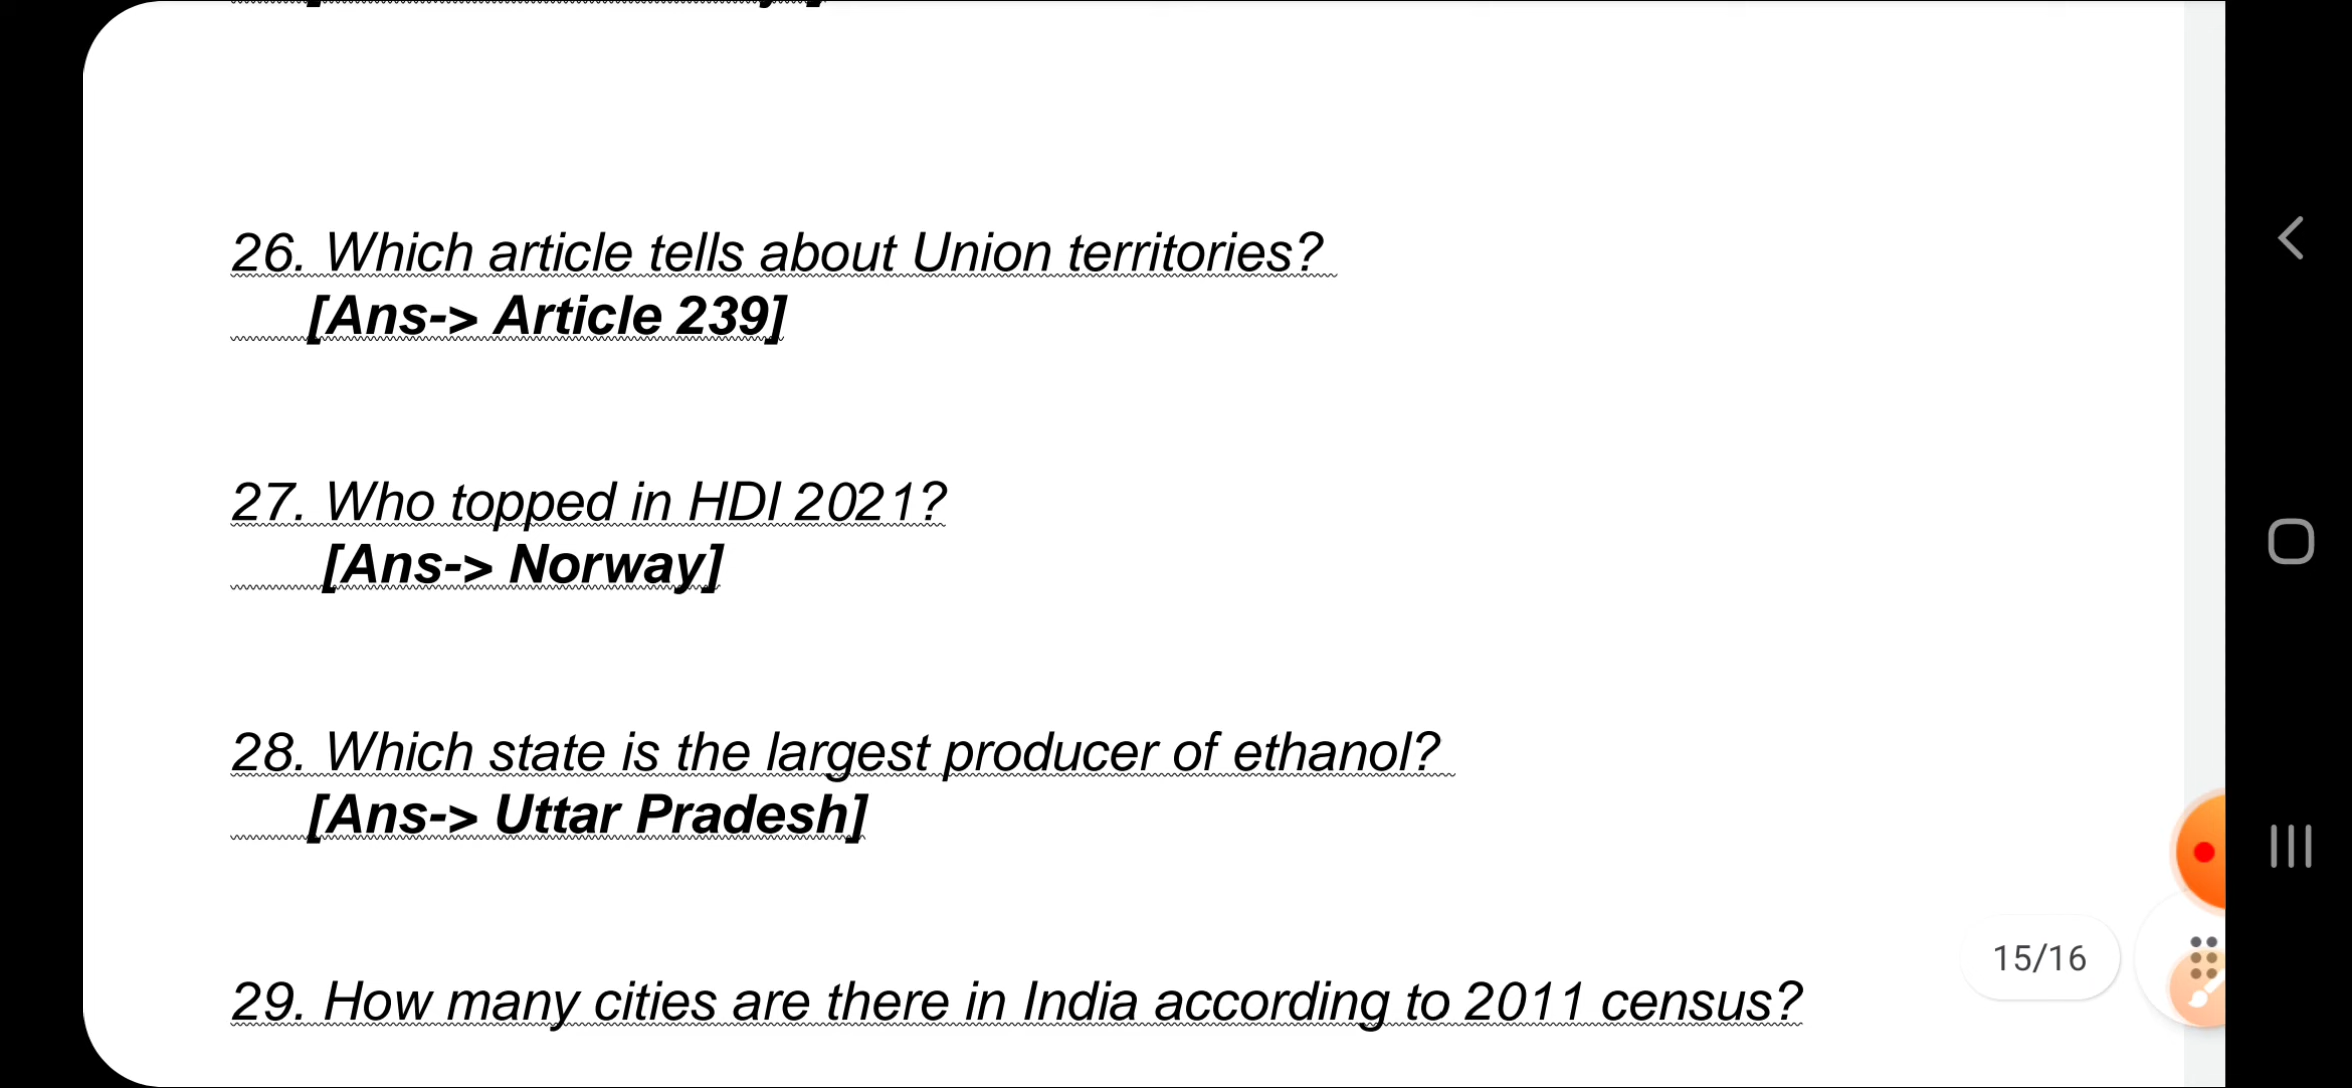 26. Which article tells about Union territories?
[Ans-> Article 239]
27. Who topped in HDI 2021?
[Ans-> Norway]
28. Which state is the largest producer of ethanol?
[Ans-> Uttar Pradesh]
29. How many cities are there in India according to 2011 census?
15/16